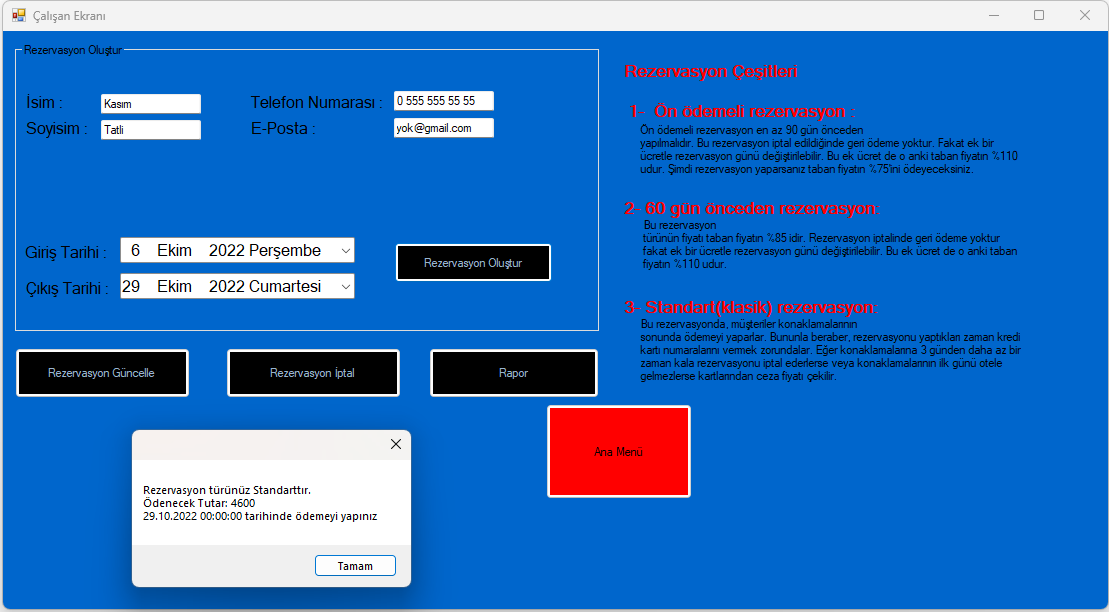 Çalışan Ekranı
Rezervasyon Oluştur
İsim :
Kasım
Telefon Numarası :
0 555 555 55 55
Soyisim :
Tatli
E-Posta :
yok@gmail.com
Giriş Tarihi :
6 Ekim 2022 Perşembe
Çıkış Tarihi :
29 Ekim 2022 Cumartesi
Rezervasyon Oluştur
Rezervasyon Güncelle
Rezervasyon İptal
Rapor
Rezervasyon Çeşitleri
1- Ön ödemeli rezervasyon :
Ön ödemeli rezervasyon en az 90 gün önceden
yapılmalıdır. Bu rezervasyon iptal edildiğinde geri ödeme yoktur. Fakat ek bir
ücretle rezervasyon günü değiştirilebilir. Bu ek ücret de o anki taban fiyatın %110
udur. Şimdi rezervasyon yaparsanız taban fiyatın %75'ini ödeyeceksiniz.
2- 60 gün önceden rezervasyon:
Bu rezervasyon
türünün fiyatı taban fiyatın %85 idir. Rezervasyon iptalinde geri ödeme yoktur
fakat ek bir ücretle rezervasyon günü değiştirilebilir. Bu ek ücret de o anki taban
fiyatın %110 udur.
3- Standart(klasik) rezervasyon:
Bu rezervasyonda, müşteriler konaklamalarının
sonunda ödemeyi yaparlar. Bununla beraber, rezervasyonu yaptıkları zaman kredi
kartı numaralarını vermek zorundalar. Eğer konaklamalarına 3 günden daha az bir
zaman kala rezervasyonu iptal ederlerse veya konaklamalarının ilk günü otele
gelmezlerse kartlarından ceza fiyatı çekilir.
Ana Menü
Rezervasyon türünüz Standarttır.
Ödenecek Tutar: 4600
29.10.2022 00:00:00 tarihinde ödemeyi yapınız
Tamam